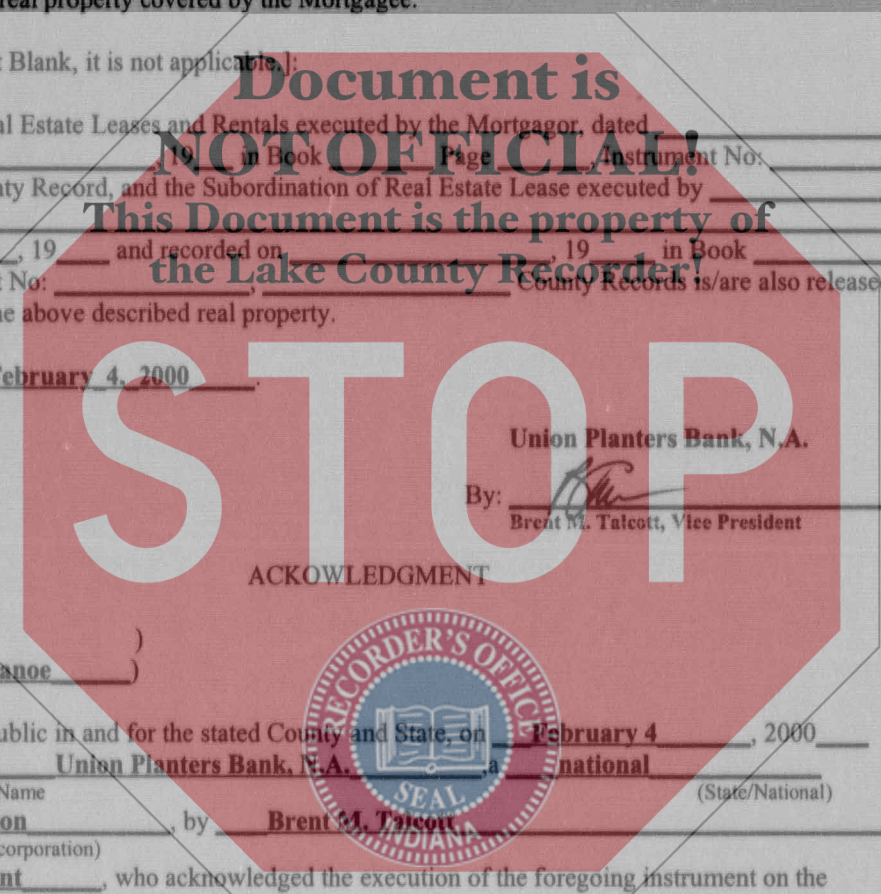 real property covered by the Mortgagee.
Blank, it is not applicable.]:
Document is
al Estate Leases and Rentals executed by the Mortgagor, dated
, 19 in Book Page , Instrument No:
NOT OFFICIAL!
nty Record, and the Subordination of Real Estate Lease executed by
This Document is the property of
, 19 and recorded on , 19 in Book
the Lake County Recorder!
No: , County Records is/are also release
he above described real property.
February 4, 2000 .
STOP
Union Planters Bank, N.A.
By:
Brent M. Talcott, Vice President
ACKOWLEDGMENT
)
anoe )
RECORDER'S OFFICE
ublic in and for the stated County and State, on February 4 , 2000
Union Planters Bank, N.A. ,a national
Name (State/National)
SEAL
on , by Brent M. Talcott
INDIANA
corporation)
nt , who acknowledged the execution of the foregoing instrument on the